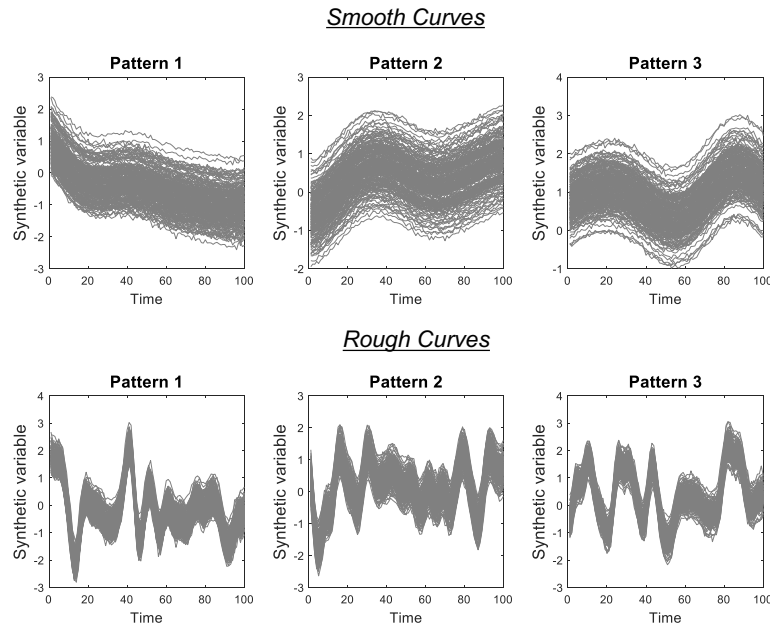 Smooth Curves
Pattern 1
Pattern 2
Pattern 3
Synthetic variable
3
2
1
0
-1
-2
-3
0 20 40 60 80 100
Time
Synthetic variable
3
2
1
0
-1
-2
0 20 40 60 80 100
Time
Synthetic variable
4
3
2
1
0
-1
0 20 40 60 80 100
Time
Rough Curves
Pattern 1
Pattern 2
Pattern 3
Synthetic variable
4
3
2
1
0
-1
-2
-3
0 20 40 60 80 100
Time
Synthetic variable
3
2
1
0
-1
-2
-3
0 20 40 60 80 100
Time
Synthetic variable
4
3
2
1
0
-1
-2
-3
0 20 40 60 80 100
Time